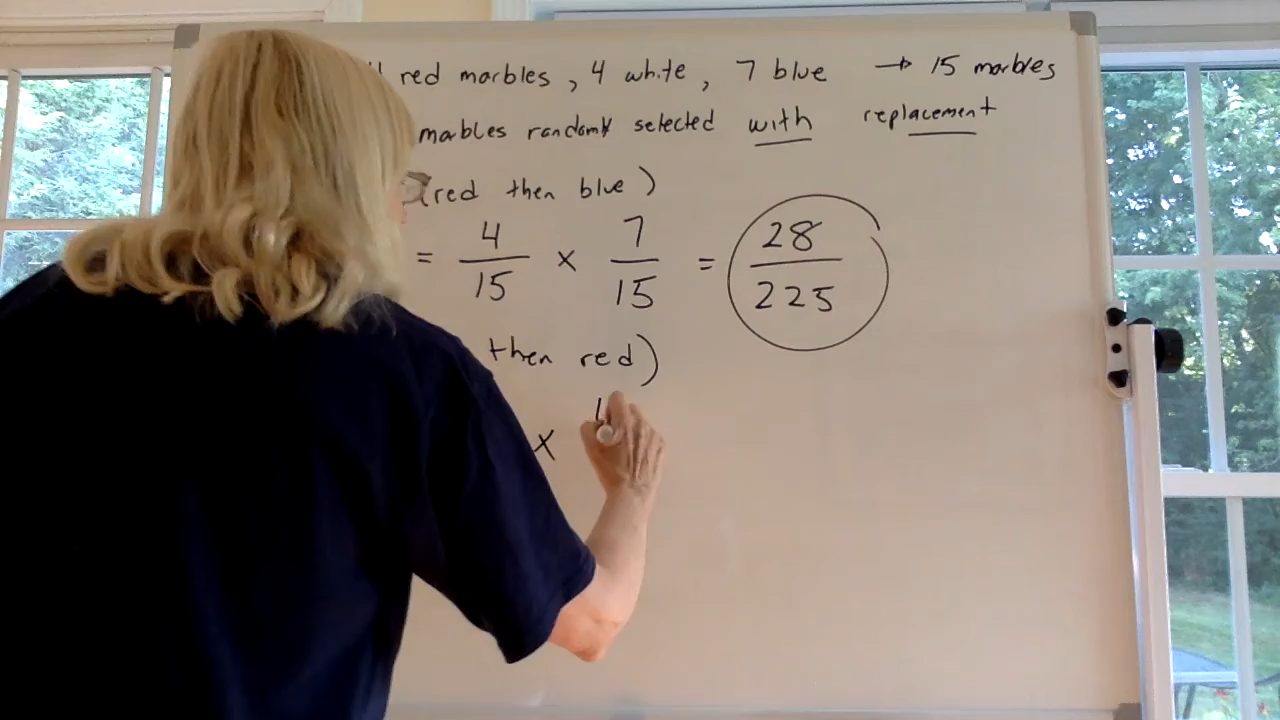 red marbles, 4 white, 7 blue → 15 marbles
marbles randomly selected with replacement
(red then blue)
= 4/15 × 7/15 = 28/225
then red)
×